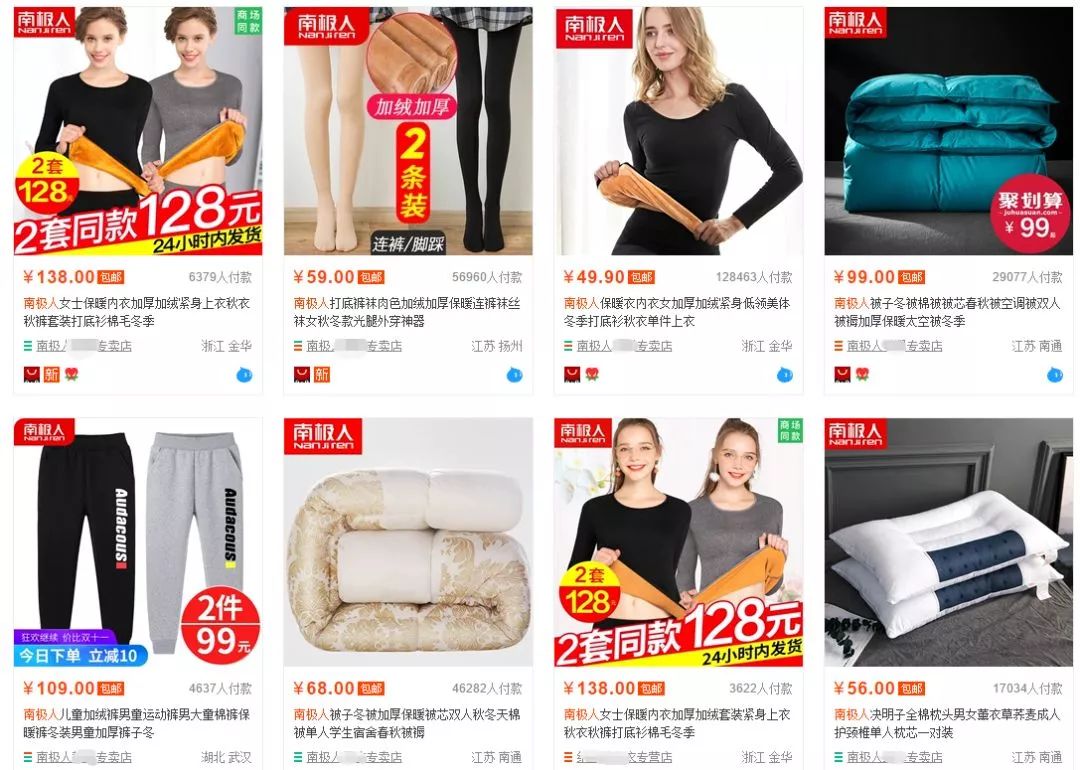 南极人
NanJiren
商场
同款
2套
128
2套同款128元
24小时内发货
¥138.00 包邮 6379人付款
南极人女士保暖内衣加厚加绒紧身上衣秋衣
秋裤套装打底衫棉毛冬季
南极人 专卖店 浙江 金华
新
南极人
NanJiren
加绒加厚
2条装
连裤/脚踩
¥59.00 包邮 56960人付款
南极人打底裤袜肉色加绒加厚保暖连裤袜丝
袜女秋冬款光腿外穿神器
南极人 专卖店 江苏 扬州
新
南极人
NanJiren
¥49.90 包邮 128463人付款
南极人保暖衣内衣女加厚加绒紧身低领美体
冬季打底衫秋衣单件上衣
南极人 专卖店 浙江 金华
南极人
NanJiren
聚划算
juhuasuan.com
¥99起
¥99.00 包邮 29077人付款
南极人被子冬被棉被被芯春秋被空调被双人
被褥加厚保暖太空被冬季
南极人 专卖店 江苏 南通
南极人
NanJiren
Audacous
Audacous
2件
99元
狂欢继续 价比双十一
今日下单 立减10
¥109.00 包邮 4637人付款
南极人儿童加绒裤男童运动裤男大童棉裤保
暖裤冬装男童加厚裤子冬
南极人 专卖店 湖北 武汉
南极人
NanJiren
¥68.00 包邮 46282人付款
南极人被子冬被加厚保暖被芯双人秋冬天棉
被单人学生宿舍春秋被褥
南极人 专卖店 江苏 南通
南极人
NanJiren
商场
同款
2套
128元
2套同款128元
24小时内发货
¥138.00 包邮 3622人付款
南极人女士保暖内衣加厚加绒套装紧身上衣
秋衣秋裤打底衫棉毛冬季
专营店 浙江 金华
南极人
NanJiren
¥56.00 包邮 17034人付款
南极人决明子全棉枕头男女薰衣草荞麦成人
护颈椎单人枕芯一对装
南极人 专卖店 江苏 南通